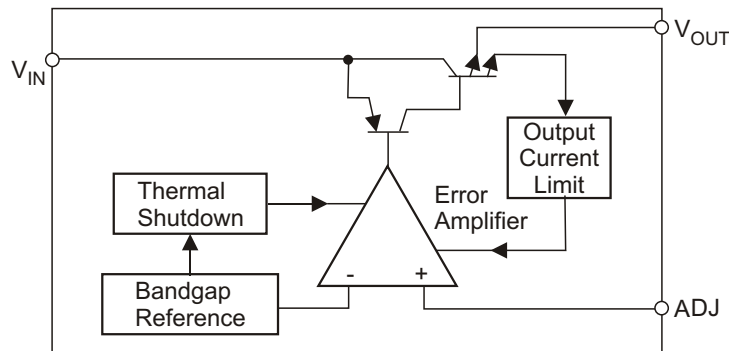 V_OUT
V_IN
Output
Current
Limit
Thermal
Shutdown
Error
Amplifier
- +
Bandgap
Reference
ADJ